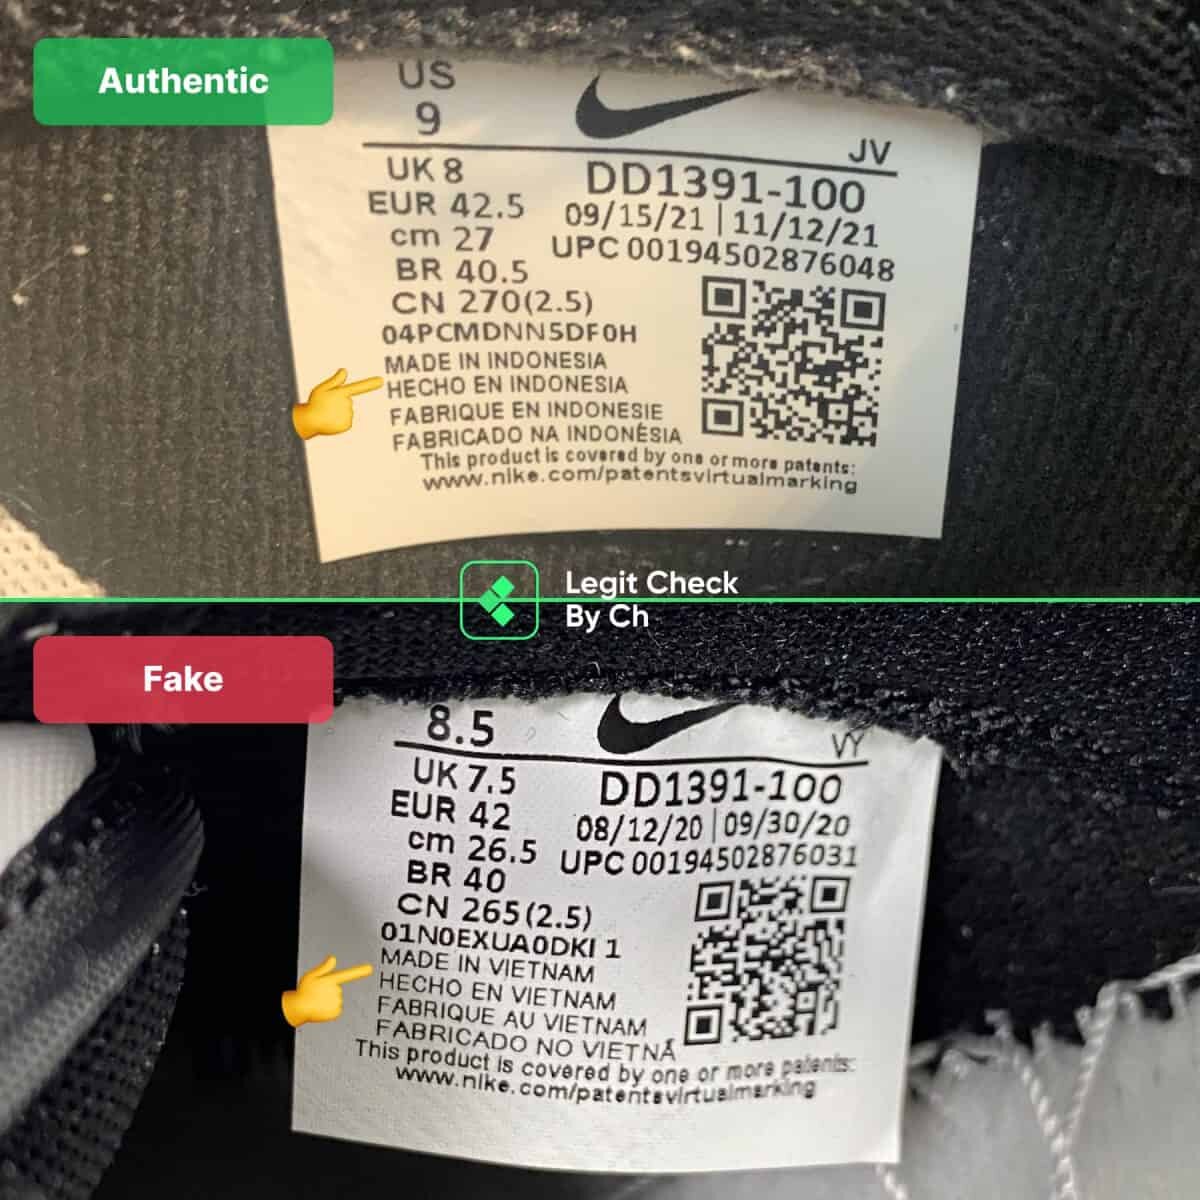 Authentic
US
9
JV
UK 8
DD1391-100
EUR 42.5
09/15/21 | 11/12/21
cm 27
UPC 00194502876048
BR 40.5
CN 270(2.5)
04PCMDNN5DF0H
MADE IN INDONESIA
HECHO EN INDONESIA
FABRIQUE EN INDONESIE
FABRICADO NA INDONÉSIA
This product is covered by one or more patents:
www.nike.com/patentsvirtualmarking
Legit Check
By Ch
Fake
8.5
VY
UK 7.5
DD1391-100
EUR 42
08/12/20 | 09/30/20
cm 26.5
UPC 00194502876031
BR 40
CN 265(2.5)
01N0EXUA0DKI 1
MADE IN VIETNAM
HECHO EN VIETNAM
FABRIQUE AU VIETNAM
FABRICADO NO VIETNÃ
This product is covered by one or more patents:
www.nike.com/patentsvirtualmarking